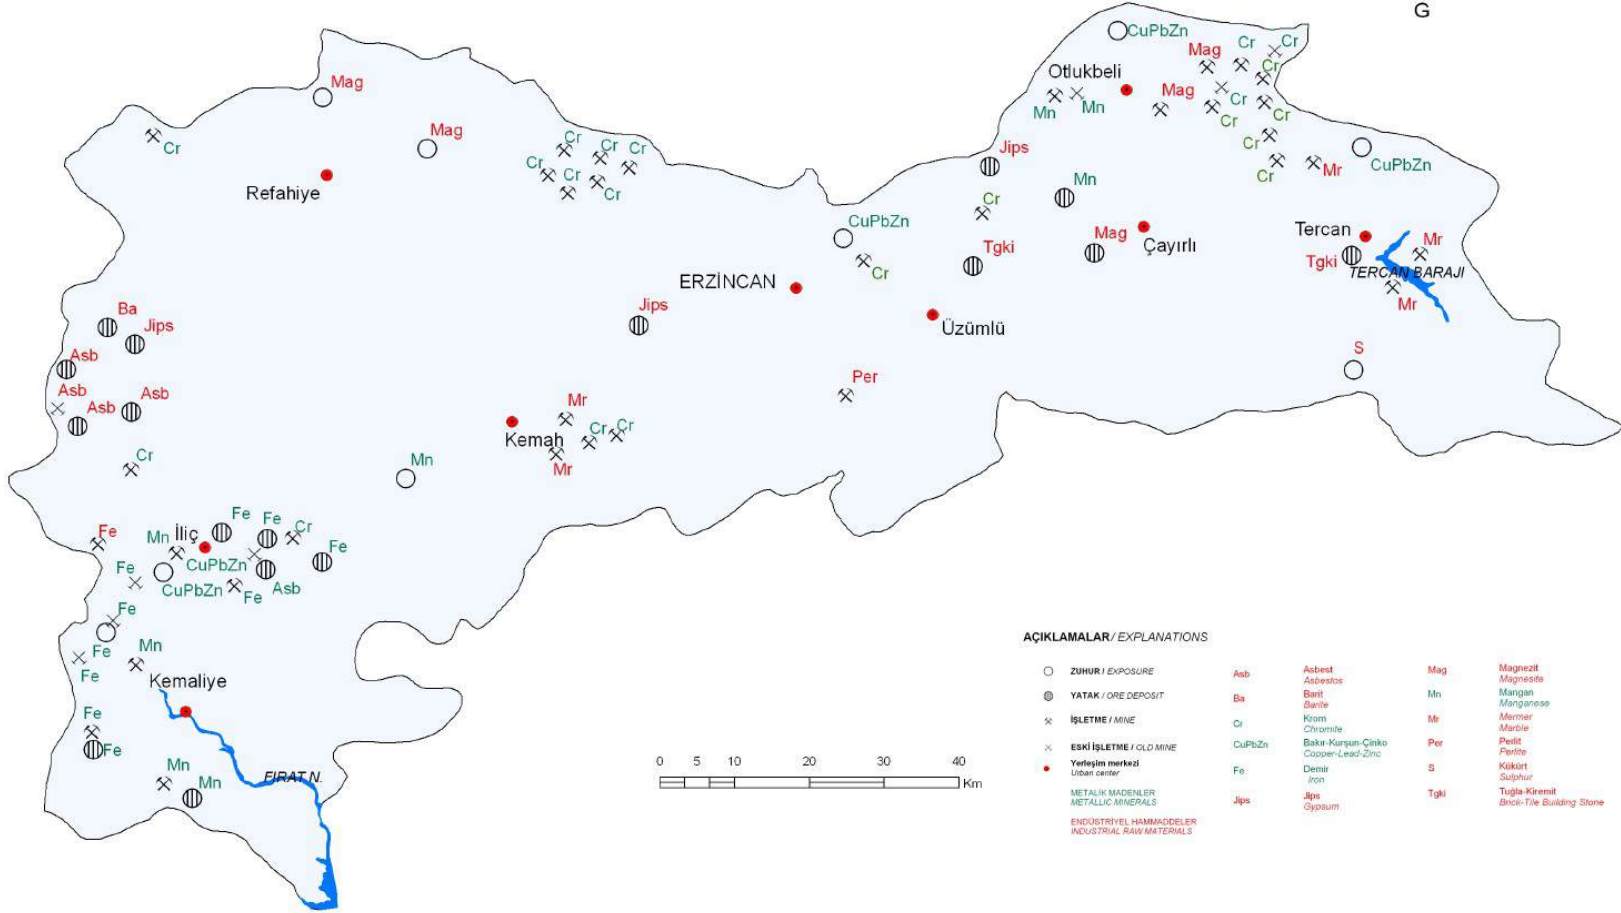 G
CuPbZn
Mag
Cr
Cr
Cr
Otlukbeli
Mag
Mag
Mn
Mn
Cr
Cr
Cr
Cr
Cr
Mr
CuPbZn
Cr
Mag
Cr
Cr
Cr
Cr
Cr
Cr
Refahiye
Jips
Mn
Cr
CuPbZn
Tgki
Mag
Çayırlı
Cr
Tercan
Tgki
Mr
TERCAN BARAJI
Mr
ERZİNCAN
Üzümlü
Jips
Ba
Jips
Asb
Asb
Asb
Asb
Per
S
Mr
Cr
Cr
Kemah
Mr
Cr
Mn
Fe
Mn
İliç
Fe
Fe
Cr
Fe
CuPbZn
Fe
CuPbZn
Fe
Asb
Fe
Fe
Fe
Mn
Kemaliye
Fe
Fe
Mn
Mn
FIRAT N.
0 5 10 20 30 40
Km
AÇIKLAMALAR / EXPLANATIONS
ZUHUR / EXPOSURE
YATAK / ORE DEPOSIT
İŞLETME / MINE
ESKİ İŞLETME / OLD MINE
Yerleşim merkezi
Urban center
METALİK MADENLER
METALLIC MINERALS
ENDÜSTRİYEL HAMMADDELER
INDUSTRIAL RAW MATERIALS
Asb Asbest
Asbestos
Ba Barit
Barite
Cr Krom
Chromite
CuPbZn Bakır-Kurşun-Çinko
Copper-Lead-Zinc
Fe Demir
Iron
Jips Jips
Gypsum
Mag Magnezit
Magnesite
Mn Mangan
Manganese
Mr Mermer
Marble
Per Perlit
Perlite
S Kükürt
Sulphur
Tgki Tuğla-Kiremit
Brick-Tile Building Stone